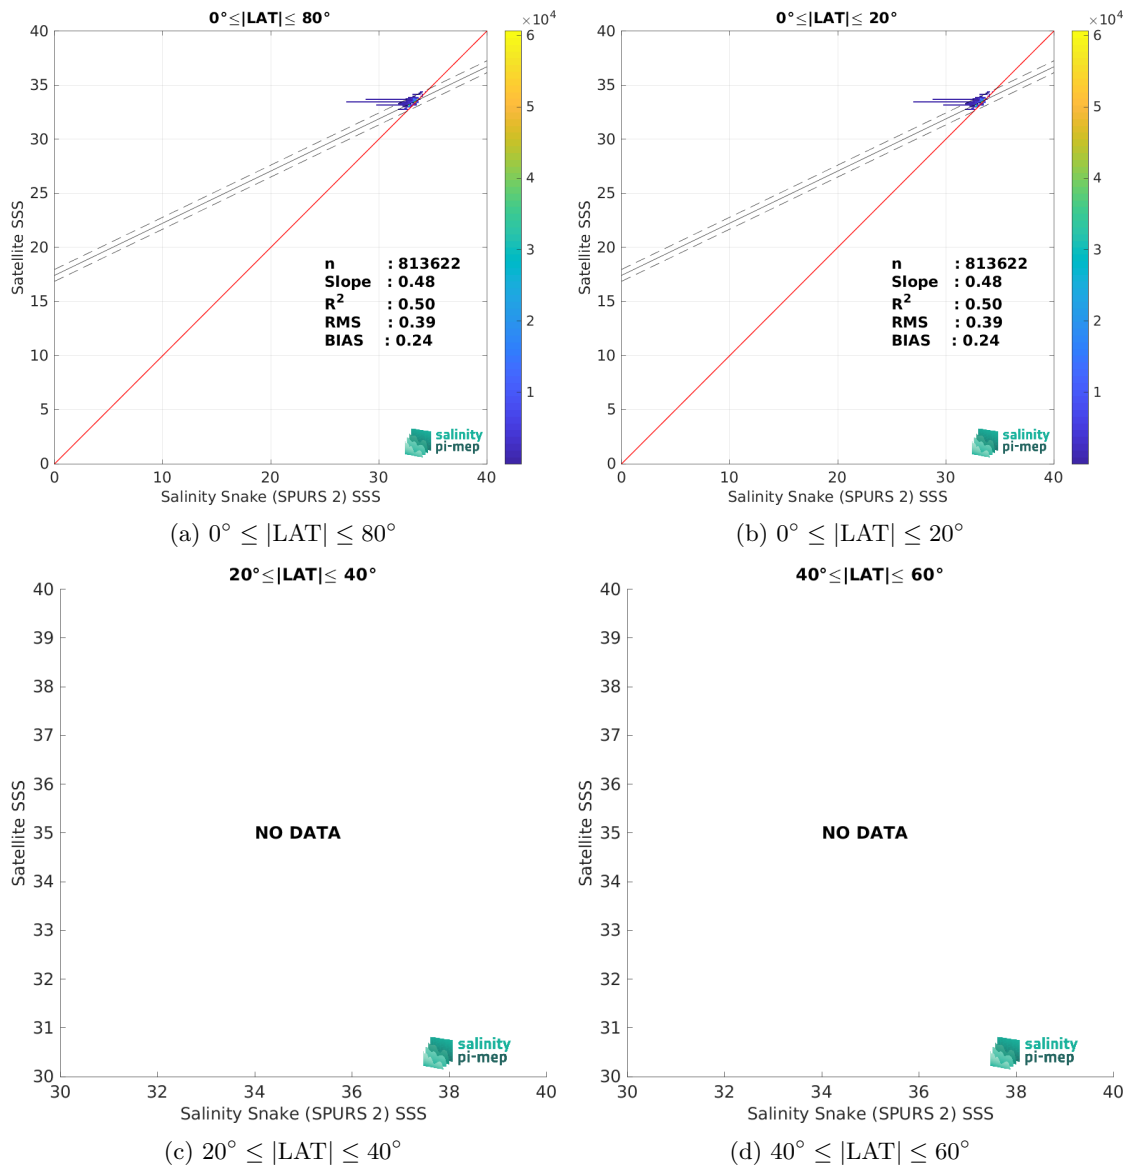 0°≤|LAT|≤ 80°
×10⁴
40
35
30
25
20
15
10
5
0
Satellite SSS
n : 813622
Slope : 0.48
R² : 0.50
RMS : 0.39
BIAS : 0.24
salinity
pi-mep
0 10 20 30 40
Salinity Snake (SPURS 2) SSS
6
5
4
3
2
1
(a) 0° ≤ |LAT| ≤ 80°
0°≤|LAT|≤ 20°
×10⁴
40
35
30
25
20
15
10
5
0
Satellite SSS
n : 813622
Slope : 0.48
R² : 0.50
RMS : 0.39
BIAS : 0.24
salinity
pi-mep
0 10 20 30 40
Salinity Snake (SPURS 2) SSS
6
5
4
3
2
1
(b) 0° ≤ |LAT| ≤ 20°
20°≤|LAT|≤ 40°
40
39
38
37
36
35
34
33
32
31
30
Satellite SSS
NO DATA
salinity
pi-mep
30 32 34 36 38 40
Salinity Snake (SPURS 2) SSS
(c) 20° ≤ |LAT| ≤ 40°
40°≤|LAT|≤ 60°
40
39
38
37
36
35
34
33
32
31
30
Satellite SSS
NO DATA
salinity
pi-mep
30 32 34 36 38 40
Salinity Snake (SPURS 2) SSS
(d) 40° ≤ |LAT| ≤ 60°